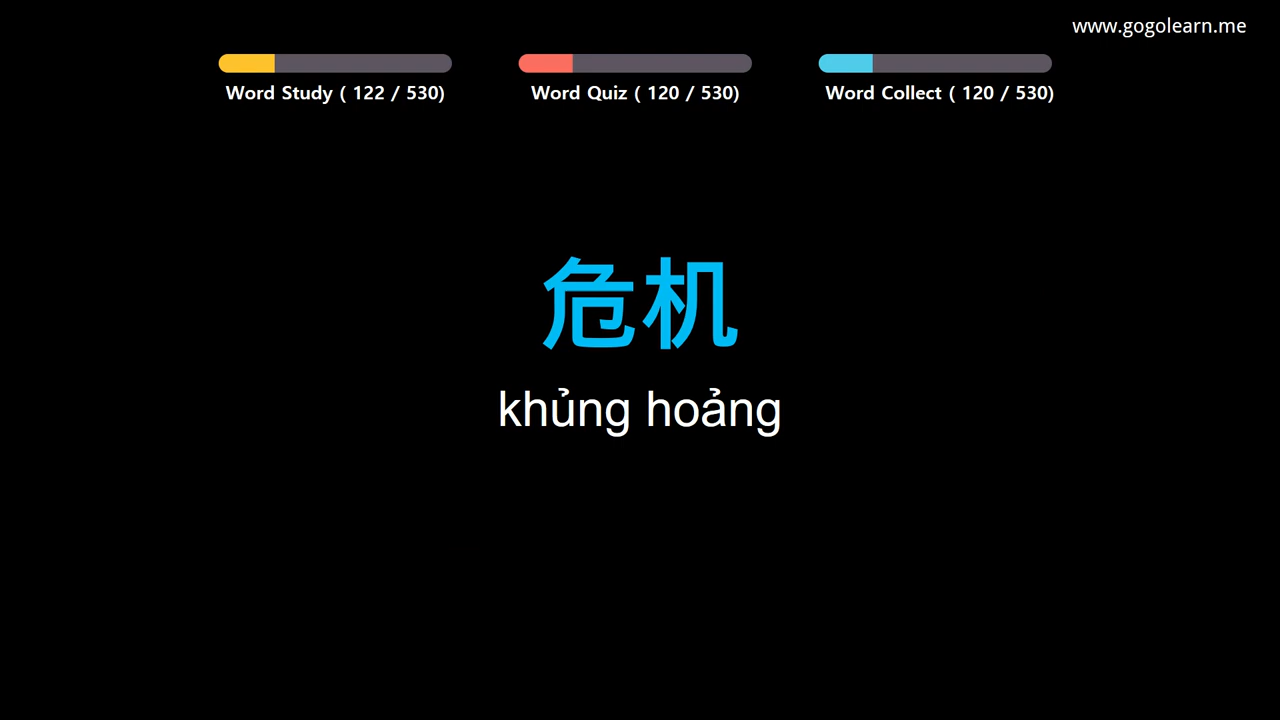 www.gogolearn.me
Word Study ( 122 / 530)
Word Quiz ( 120 / 530)
Word Collect ( 120 / 530)
危机
khủng hoảng